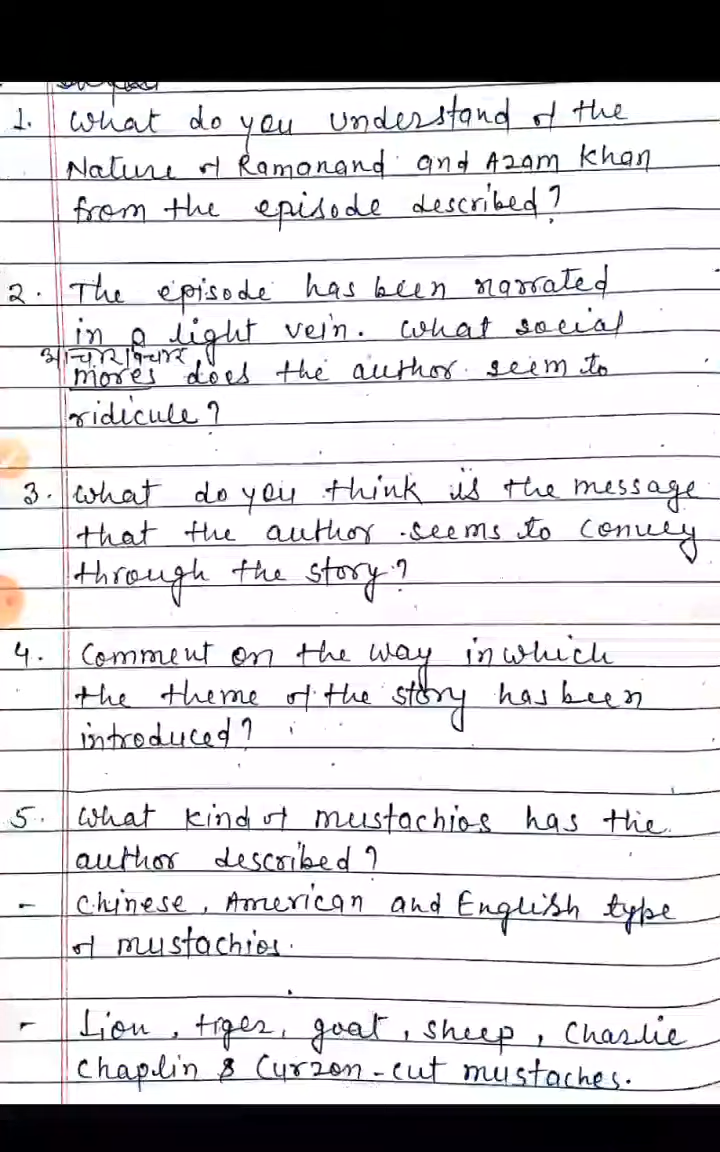 1. What do you understand of the
Nature of Ramanand and Azam Khan
from the episode described?
2. The episode has been narrated
in a light vein. What social
आचार विचार
mores does the author seem to
ridicule?
3. What do you think is the message
that the author seems to convey
through the story?
4. Comment on the way in which
the theme of the story has been
introduced?
5. What kind of mustachios has the
author described?
- Chinese, American and English type
of mustachios.
- Lion, tiger, goat, sheep, Charlie
Chaplin & Curzon-cut mustaches.